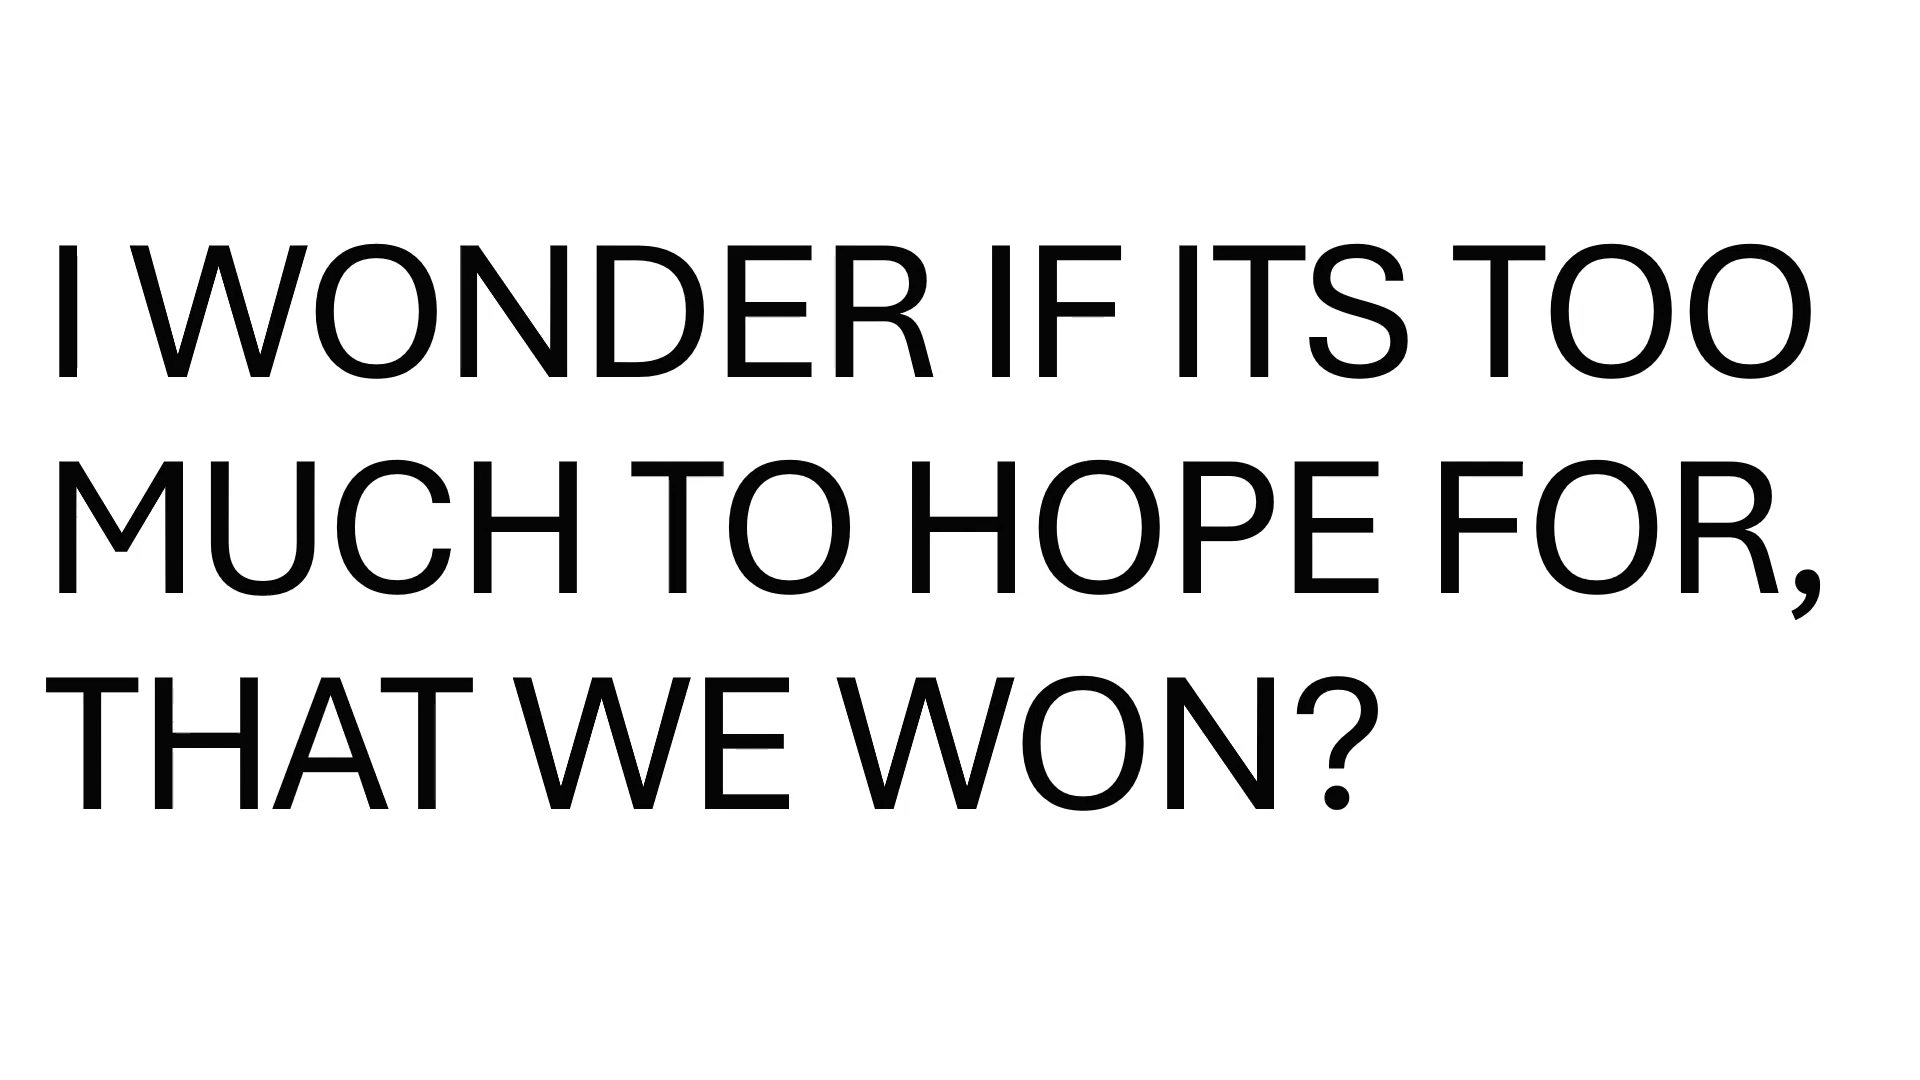 I WONDER IF ITS TOO
MUCH TO HOPE FOR,
THAT WE WON?